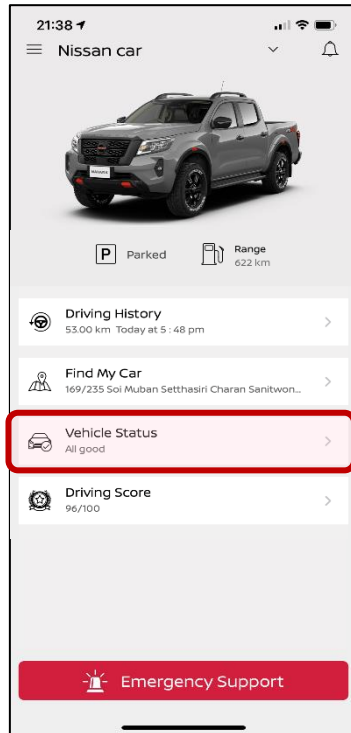 21:38
Nissan car
NAVARA
P Parked
Range
622 km
Driving History
53.00 km Today at 5 : 48 pm
Find My Car
169/235 Soi Muban Setthasiri Charan Sanitwon...
Vehicle Status
All good
Driving Score
96/100
Emergency Support